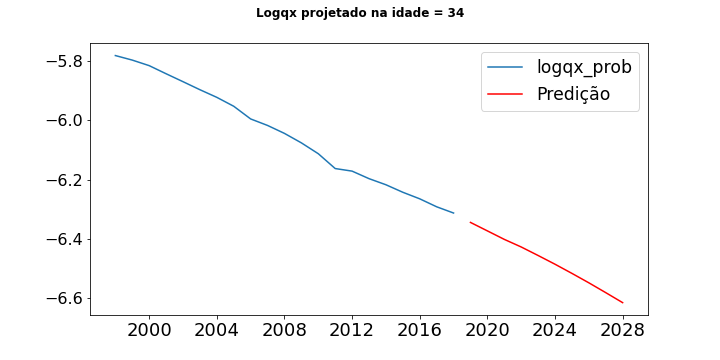 Logqx projetado na idade = 34
logqx_prob
Predição
−5.8
−6.0
−6.2
−6.4
−6.6
2000 2004 2008 2012 2016 2020 2024 2028